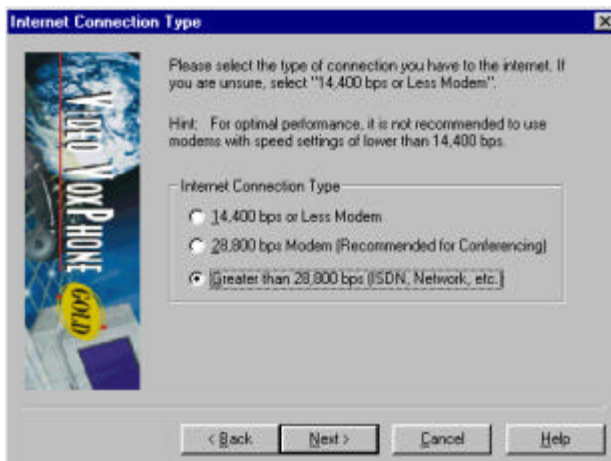 Internet Connection Type
Please select the type of connection you have to the internet. If
you are unsure, select "14,400 bps or Less Modem".
Hint: For optimal performance, it is not recommended to use
modems with speed settings of lower than 14,400 bps.
Internet Connection Type
14,400 bps or Less Modem
28,800 bps Modem (Recommended for Conferencing)
Greater than 28,800 bps (ISDN, Network, etc.)
VIDEO VOXPHONE
GOLD
< Back
Next >
Cancel
Help